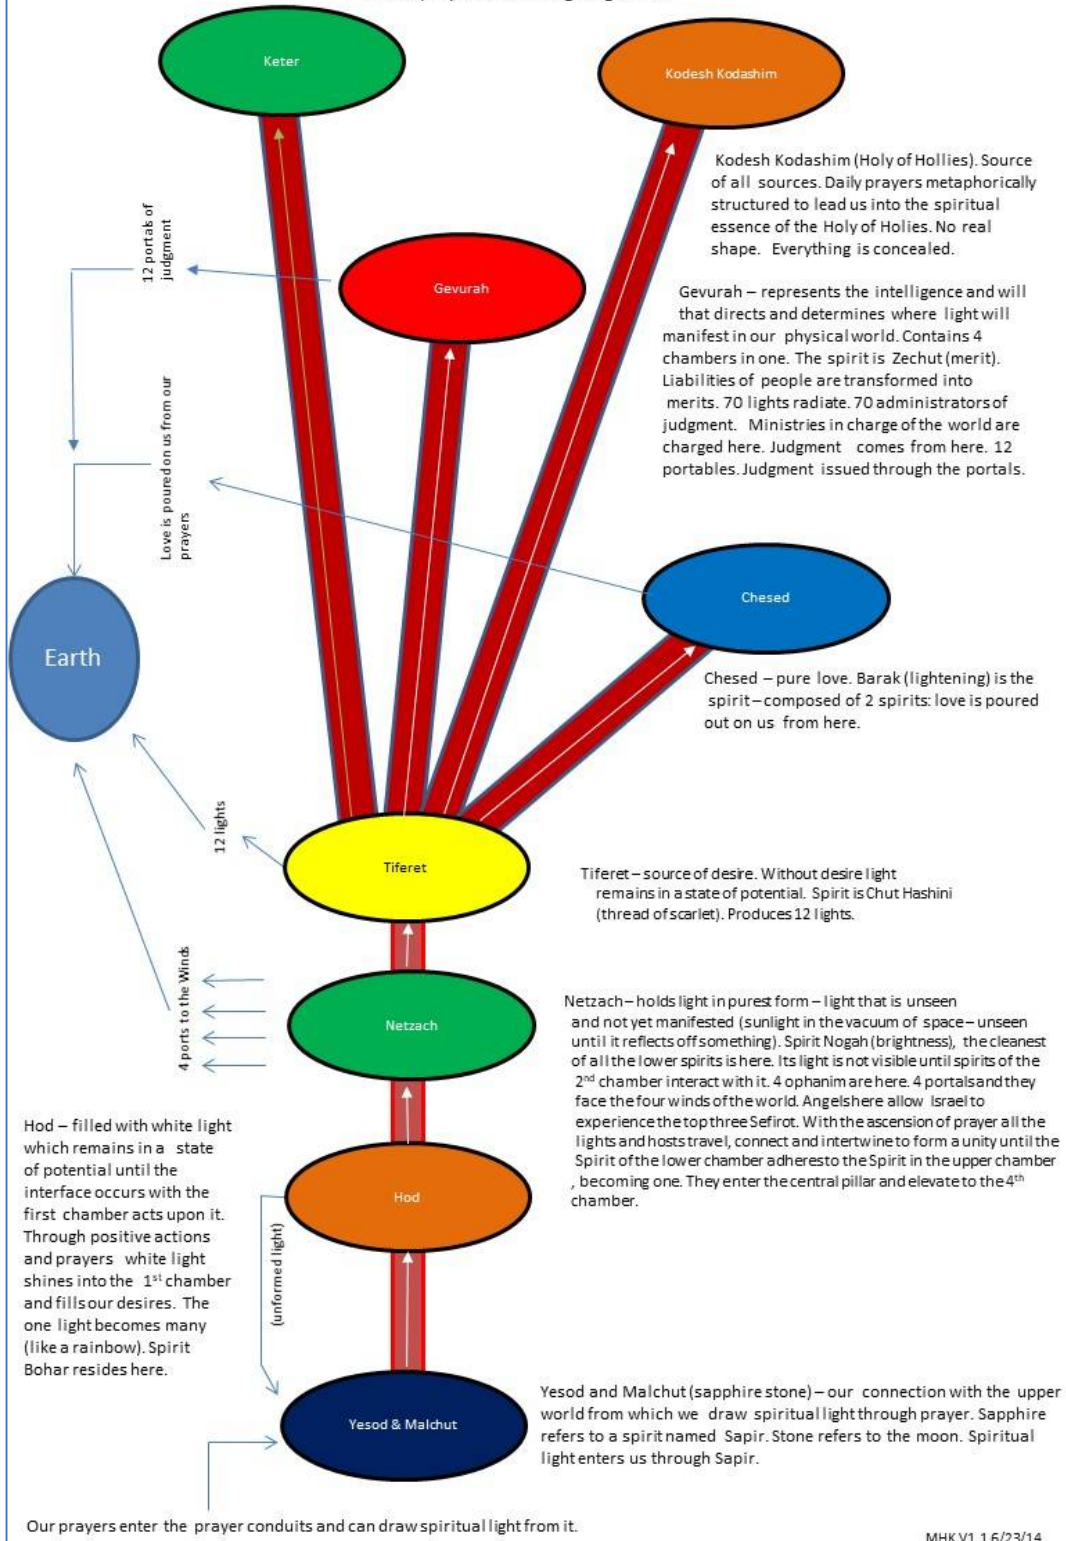 Keter
Kodesh Kodashim
Kodesh Kodashim (Holy of Hollies). Source
of all sources. Daily prayers metaphorically
structured to lead us into the spiritual
essence of the Holy of Holies. No real
shape. Everything is concealed.
12 portals of
judgment
Gevurah
Gevurah – represents the intelligence and will
that directs and determines where light will
manifest in our physical world. Contains 4
chambers in one. The spirit is Zechut (merit).
Liabilities of people are transformed into
merits. 70 lights radiate. 70 administrators of
judgment. Ministries in charge of the world are
charged here. Judgment comes from here. 12
portables. Judgment issued through the portals.
Love is poured on us from our
prayers
Chesed
Earth
Chesed – pure love. Barak (lightening) is the
spirit – composed of 2 spirits: love is poured
out on us from here.
12 lights
Tiferet
Tiferet – source of desire. Without desire light
remains in a state of potential. Spirit is Chut Hashini
(thread of scarlet). Produces 12 lights.
4 ports to the Winds
Netzach
Netzach – holds light in purest form – light that is unseen
and not yet manifested (sunlight in the vacuum of space – unseen
until it reflects off something). Spirit Nogah (brightness), the cleanest
of all the lower spirits is here. Its light is not visible until spirits of the
2nd chamber interact with it. 4 ophanim are here. 4 portals and they
face the four winds of the world. Angels here allow Israel to
experience the top three Sefirot. With the ascension of prayer all the
lights and hosts travel, connect and intertwine to form a unity until the
Spirit of the lower chamber adheres to the Spirit in the upper chamber
, becoming one. They enter the central pillar and elevate to the 4th
chamber.
Hod – filled with white light
which remains in a state
of potential until the
interface occurs with the
first chamber acts upon it.
Through positive actions
and prayers white light
shines into the 1st chamber
and fills our desires. The
one light becomes many
(like a rainbow). Spirit
Bohar resides here.
Hod
(unformed light)
Yesod & Malchut
Yesod and Malchut (sapphire stone) – our connection with the upper
world from which we draw spiritual light through prayer. Sapphire
refers to a spirit named Sapir. Stone refers to the moon. Spiritual
light enters us through Sapir.
Our prayers enter the prayer conduits and can draw spiritual light from it.
MHK V1.1 6/23/14